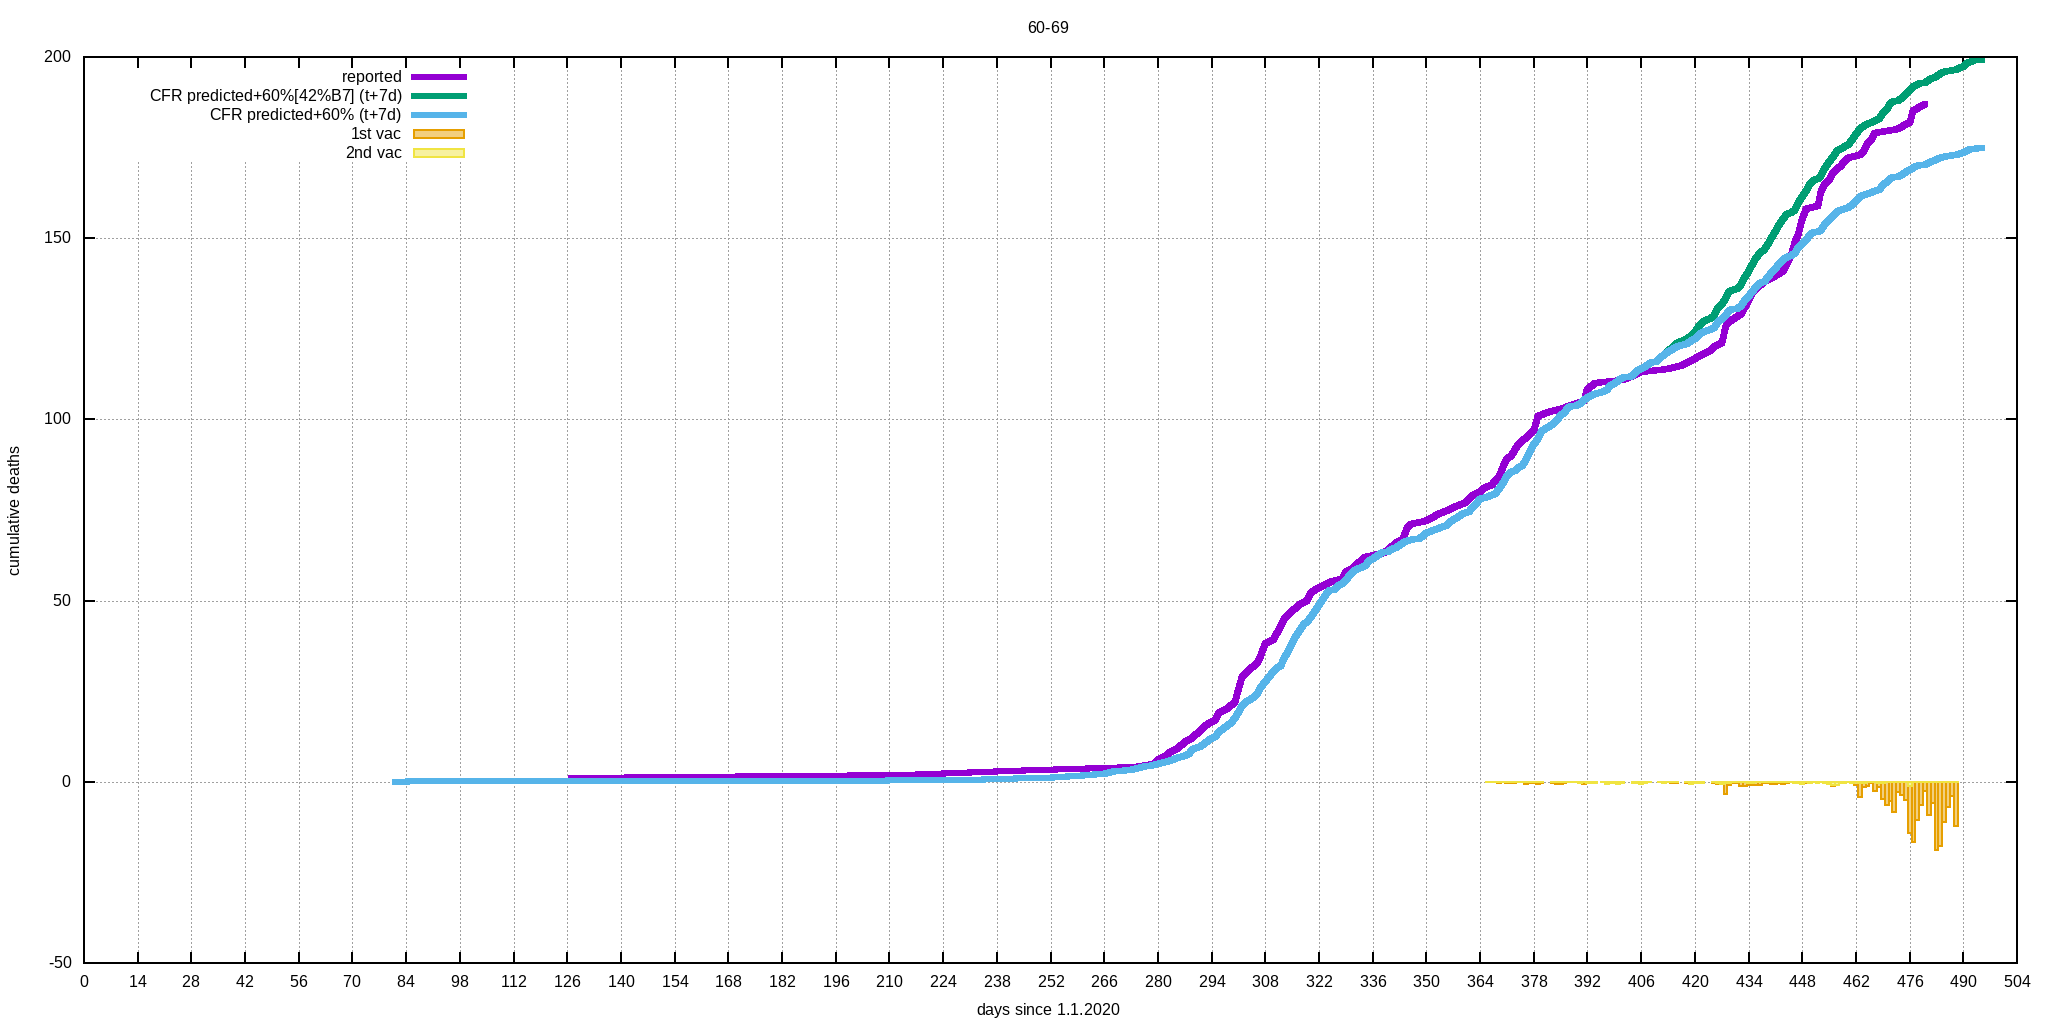 60-69
200
150
100
50
0
-50
reported
CFR predicted+60%[42%B7] (t+7d)
CFR predicted+60% (t+7d)
1st vac
2nd vac
cumulative deaths
0 14 28 42 56 70 84 98 112 126 140 154 168 182 196 210 224 238 252 266 280 294 308 322 336 350 364 378 392 406 420 434 448 462 476 490 504
days since 1.1.2020